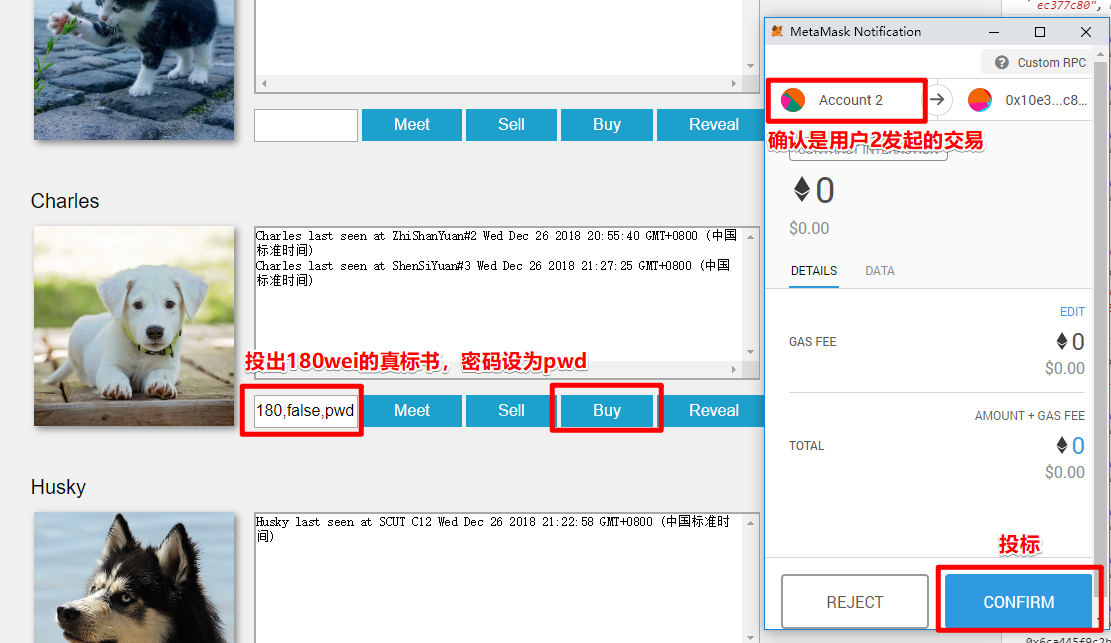 ec377c80",
MetaMask Notification
Custom RPC
Account 2
0x10e3...c8...
确认是用户2发起的交易
Meet
Sell
Buy
Reveal
0
$0.00
Charles
DETAILS
DATA
Charles last seen at ZhiShanYuan#2 Wed Dec 26 2018 20:55:40 GMT+0800 (中国
标准时间)
Charles last seen at ShenSiYuan#3 Wed Dec 26 2018 21:27:25 GMT+0800 (中国
标准时间)
EDIT
GAS FEE
0
$0.00
投出180wei的真标书，密码设为pwd
180,false,pwd
Meet
Sell
Buy
Reveal
AMOUNT + GAS FEE
TOTAL
0
$0.00
Husky
Husky last seen at SCUT C12 Wed Dec 26 2018 21:22:58 GMT+0800 (中国标准时
间)
投标
REJECT
CONFIRM